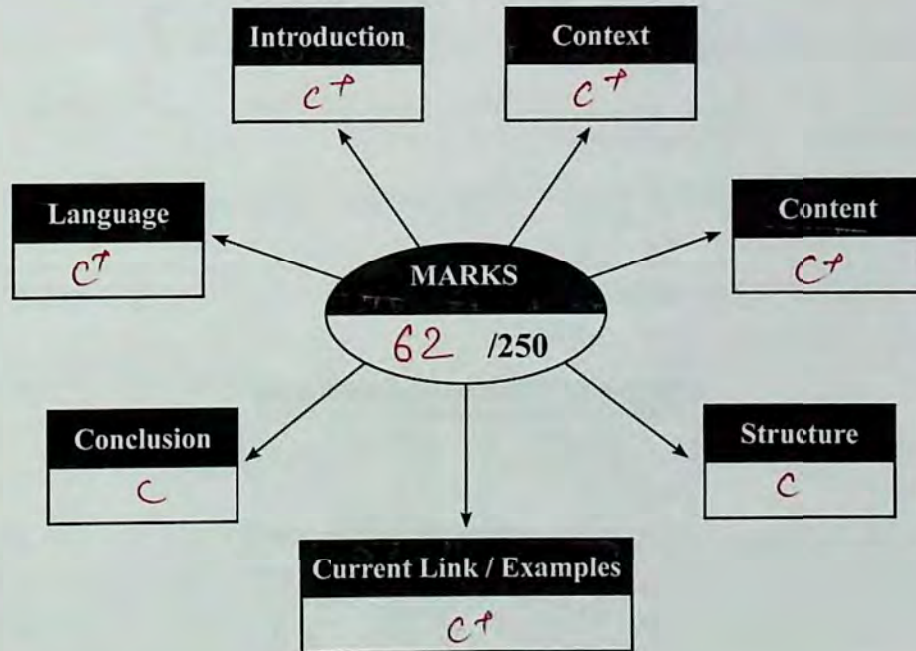 Introduction
C+
Context
C+
Language
C+
Content
C+
MARKS
62 /250
Conclusion
C
Structure
C
Current Link / Examples
C+